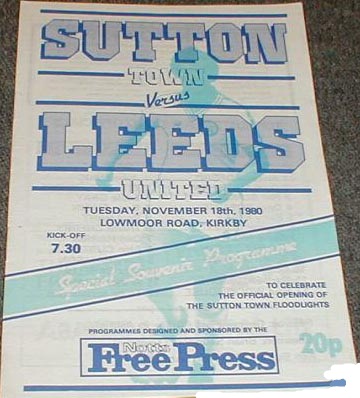 SUTTON
TOWN
Versus
LEEDS
UNITED
TUESDAY, NOVEMBER 18th, 1980
LOWMOOR ROAD, KIRKBY
KICK-OFF
7.30
Special Souvenir Programme
TO CELEBRATE
THE OFFICIAL OPENING OF
THE SUTTON TOWN FLOODLIGHTS
PROGRAMMES DESIGNED AND SPONSORED BY THE
Notts
Free Press
20p